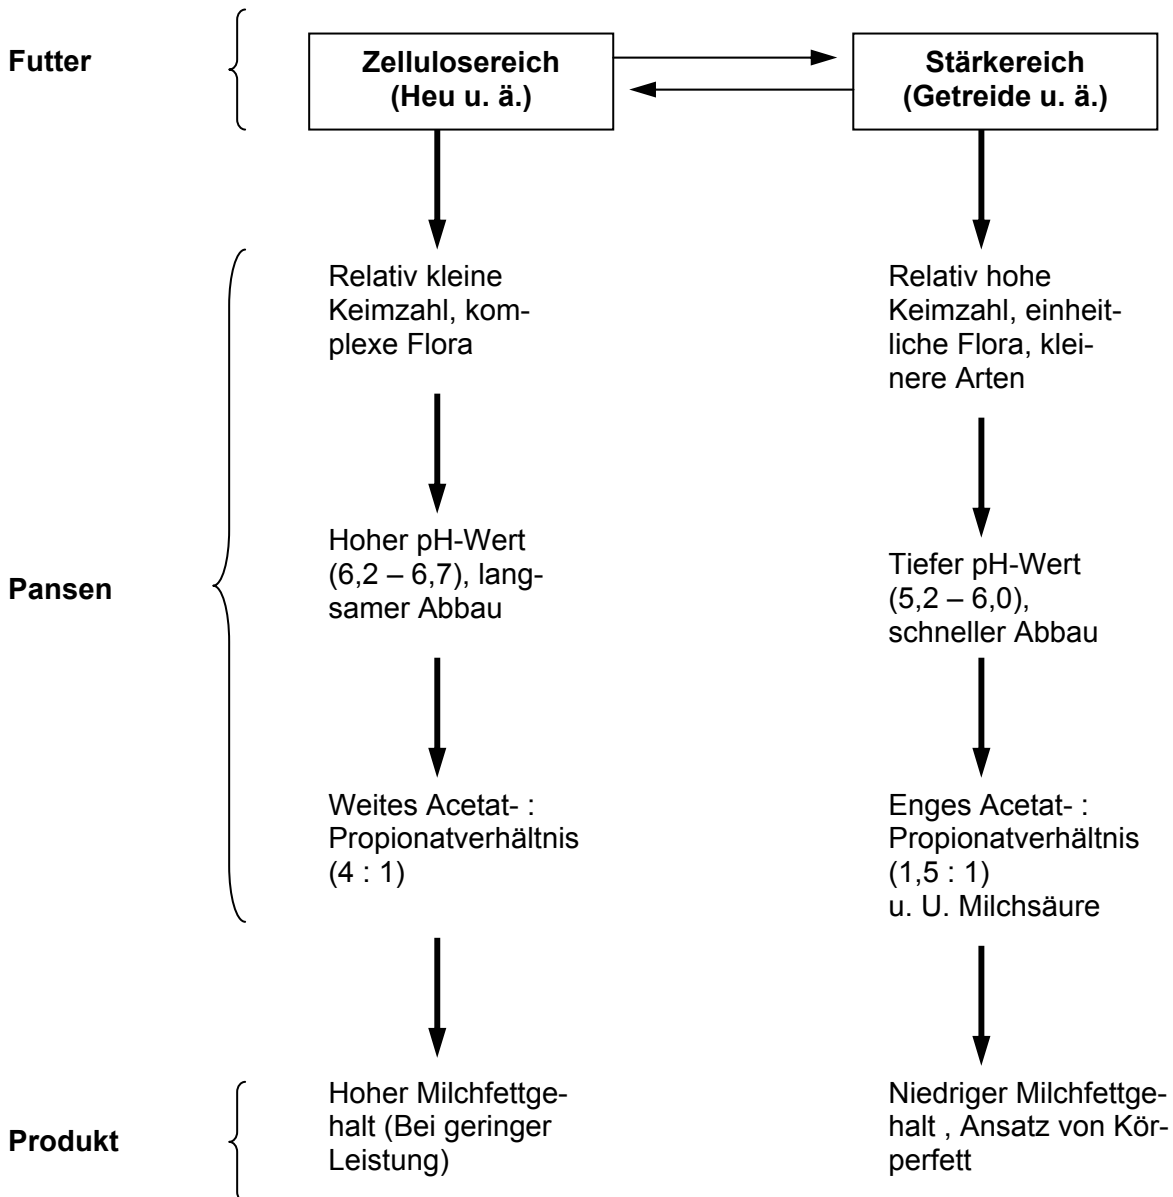 Futter
Zellulosereich
(Heu u. ä.)
Stärkereich
(Getreide u. ä.)
Pansen
Relativ kleine
Keimzahl, kom-
plexe Flora
Relativ hohe
Keimzahl, einheit-
liche Flora, klei-
nere Arten
Hoher pH-Wert
(6,2 – 6,7), lang-
samer Abbau
Tiefer pH-Wert
(5,2 – 6,0),
schneller Abbau
Weites Acetat- :
Propionatverhältnis
(4 : 1)
Enges Acetat- :
Propionatverhältnis
(1,5 : 1)
u. U. Milchsäure
Produkt
Hoher Milchfettge-
halt (Bei geringer
Leistung)
Niedriger Milchfettge-
halt , Ansatz von Kör-
perfett